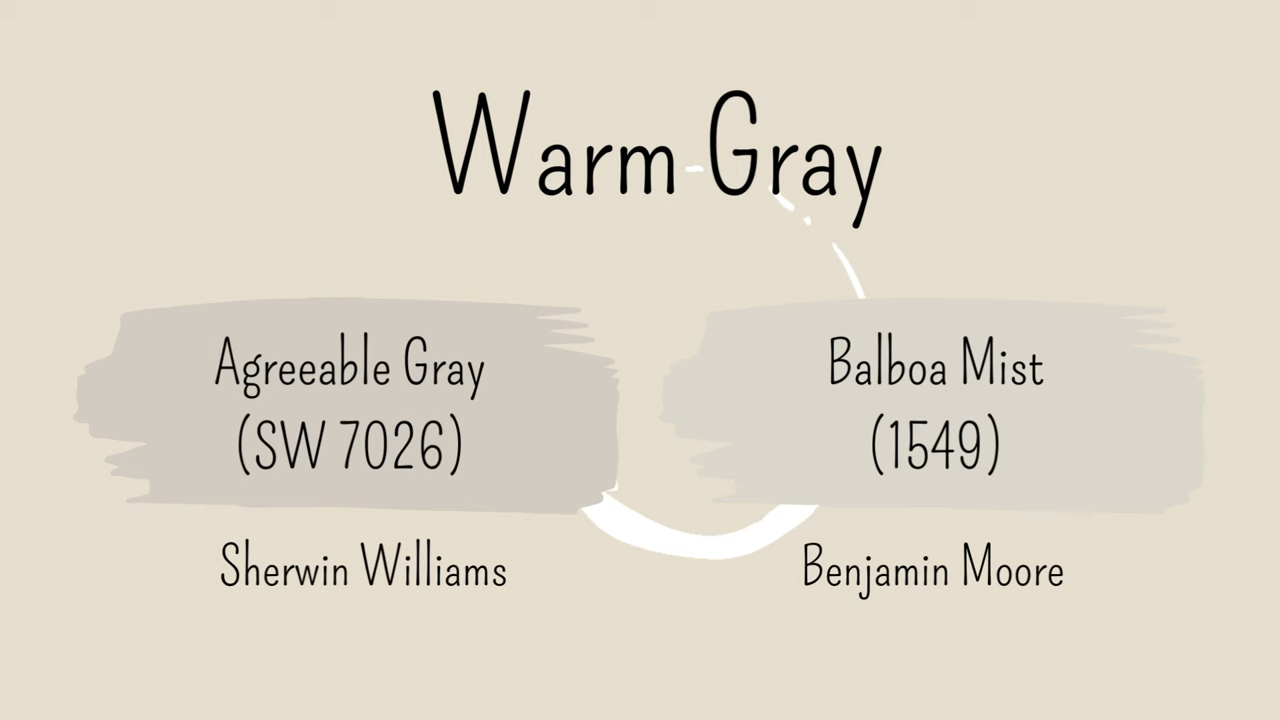 Warm Gray
Agreeable Gray
(SW 7026)
Sherwin Williams
Balboa Mist
(1549)
Benjamin Moore